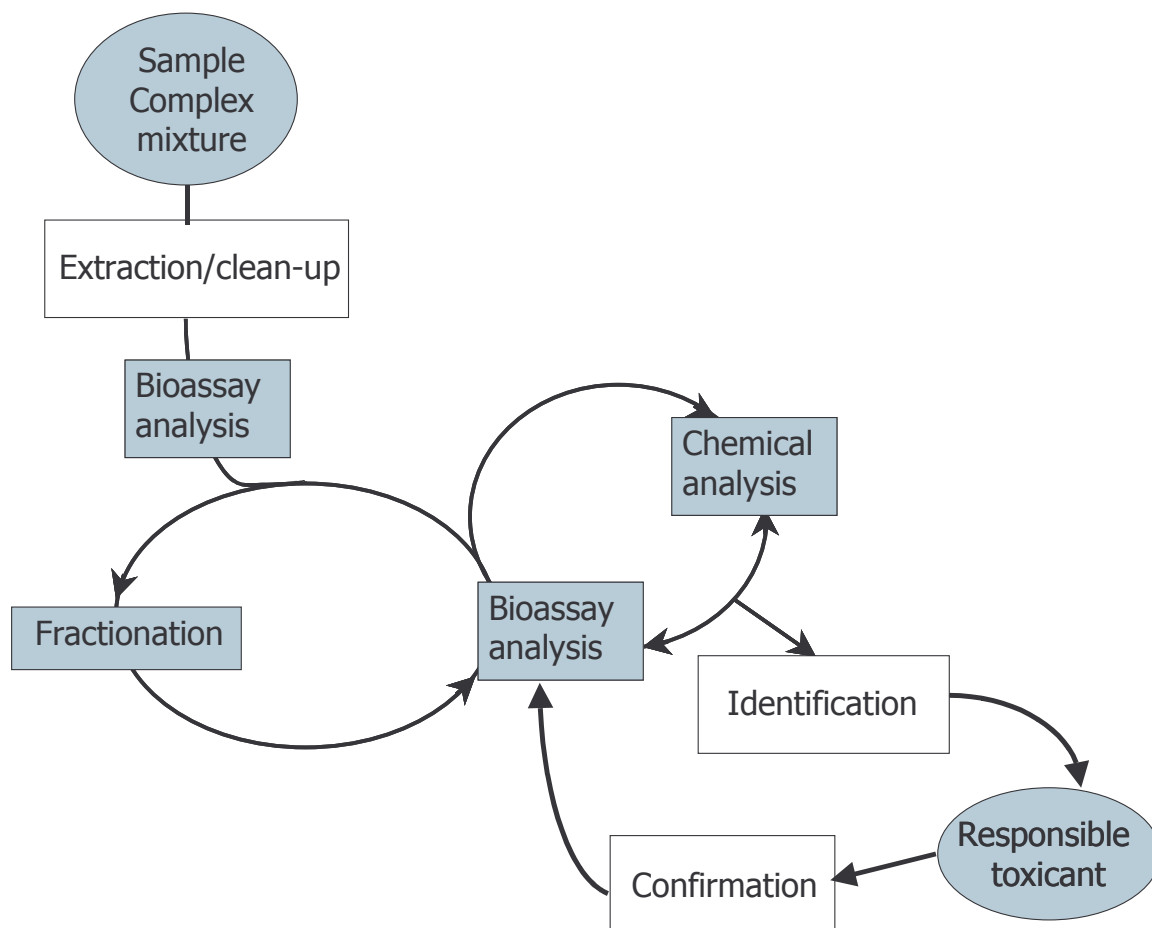 Sample
Complex
mixture
Extraction/clean-up
Bioassay
analysis
Chemical
analysis
Bioassay
analysis
Fractionation
Identification
Responsible
toxicant
Confirmation